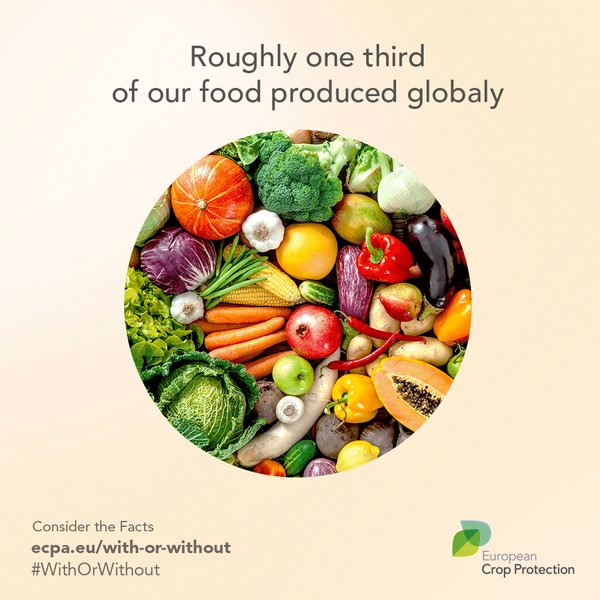 Roughly one third
of our food produced globaly
Consider the Facts
ecpa.eu/with-or-without
#WithOrWithout
European
Crop Protection